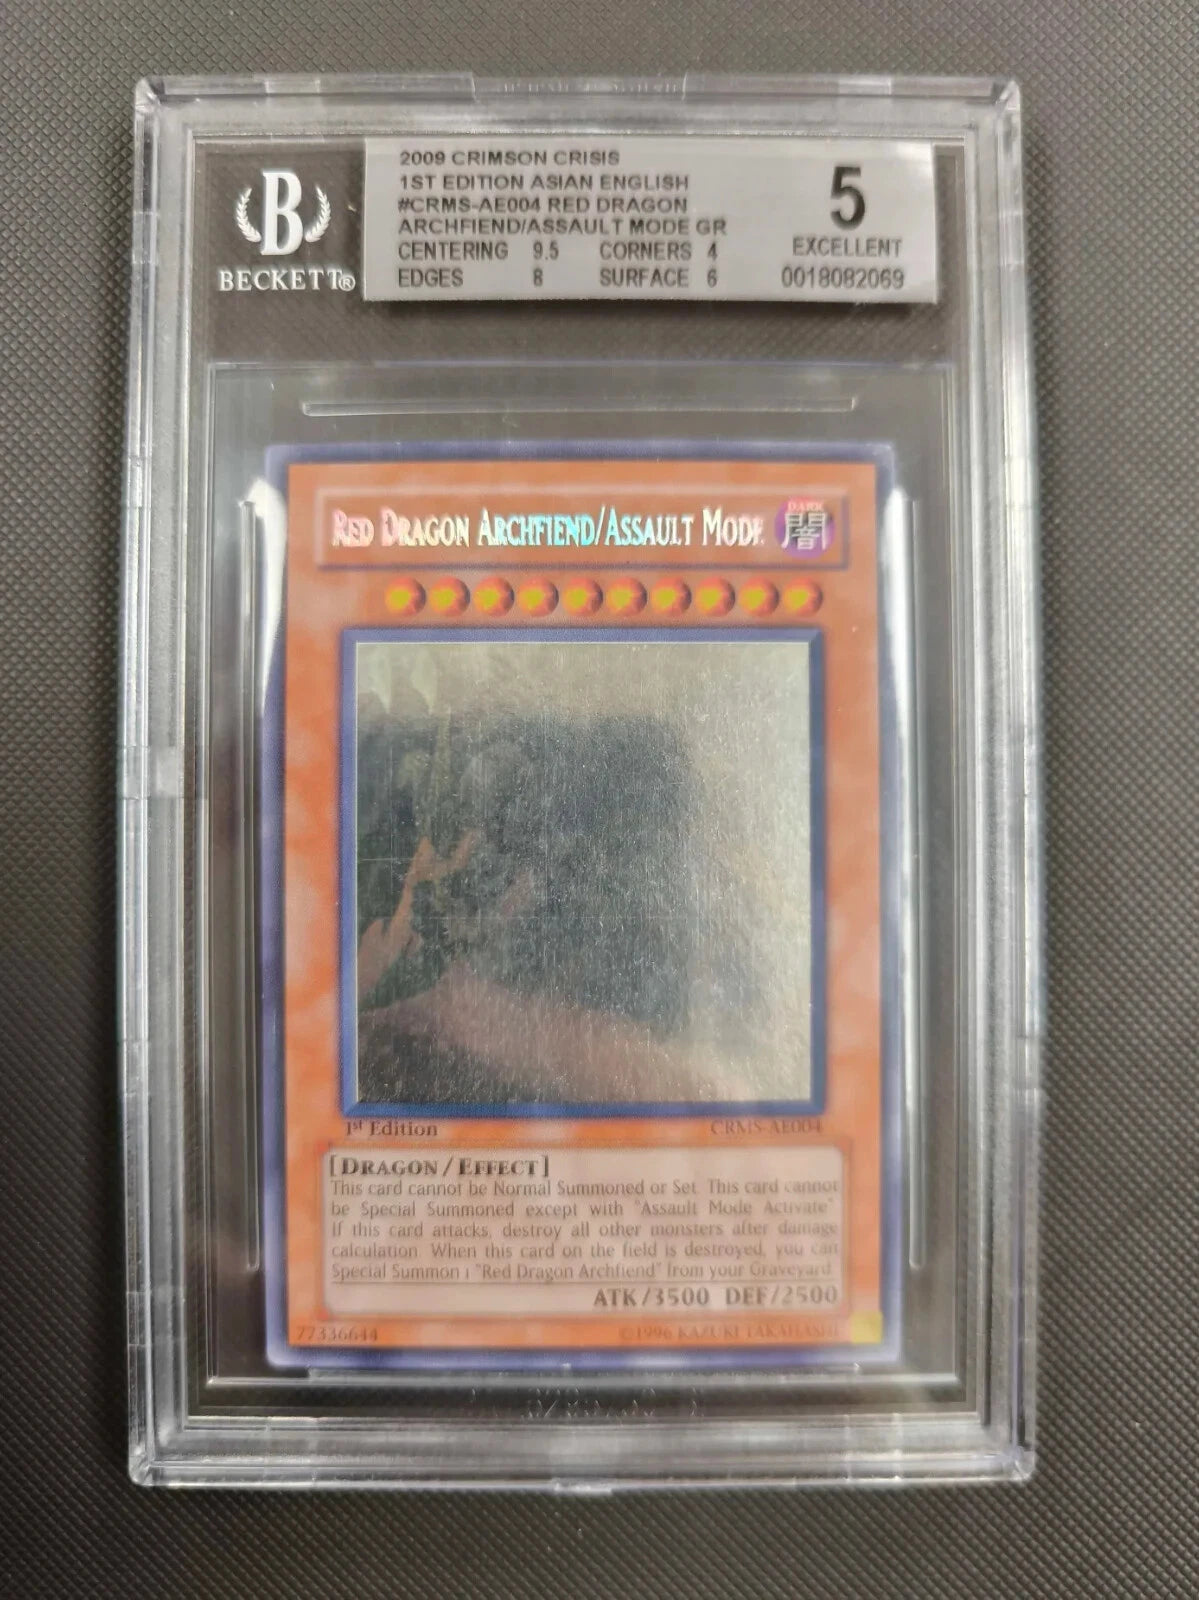 2009 CRIMSON CRISIS
1ST EDITION ASIAN ENGLISH
#CRMS-AE004 RED DRAGON
ARCHFIEND/ASSAULT MODE GR
CENTERING 9.5 CORNERS 4
EDGES 8 SURFACE 6
5
EXCELLENT
0018082069
B
BECKETT®
RED DRAGON ARCHFIEND/ASSAULT MODE
DARK
闇
1st Edition
CRMS-AE004
[DRAGON/EFFECT]
This card cannot be Normal Summoned or Set. This card cannot
be Special Summoned except with "Assault Mode Activate".
If this card attacks, destroy all other monsters after damage
calculation. When this card on the field is destroyed, you can
Special Summon 1 "Red Dragon Archfiend" from your Graveyard.
ATK/3500 DEF/2500
77336644
©1996 KAZUKI TAKAHASHI